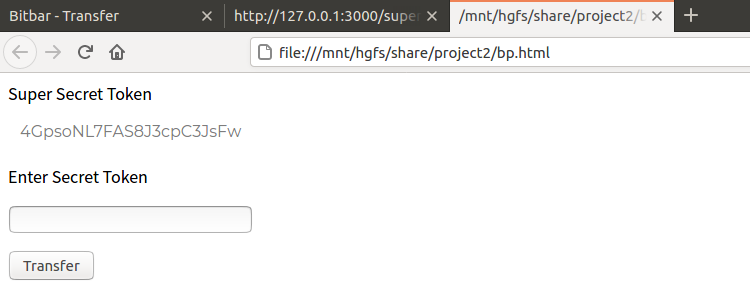 Bitbar - Transfer
http://127.0.0.1:3000/supe
/mnt/hgfs/share/project2/b
file:///mnt/hgfs/share/project2/bp.html
Super Secret Token
4GpsoNL7FAS8J3cpC3JsFw
Enter Secret Token
Transfer